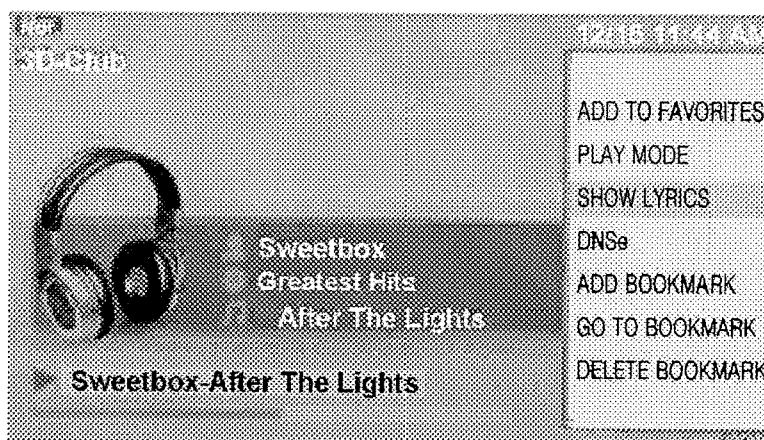 3D-Club
12/16 11:44 AM
ADD TO FAVORITES
PLAY MODE
SHOW LYRICS
DNSe
ADD BOOKMARK
GO TO BOOKMARK
DELETE BOOKMARK
Sweetbox
Greatest Hits
After The Lights
Sweetbox-After The Lights